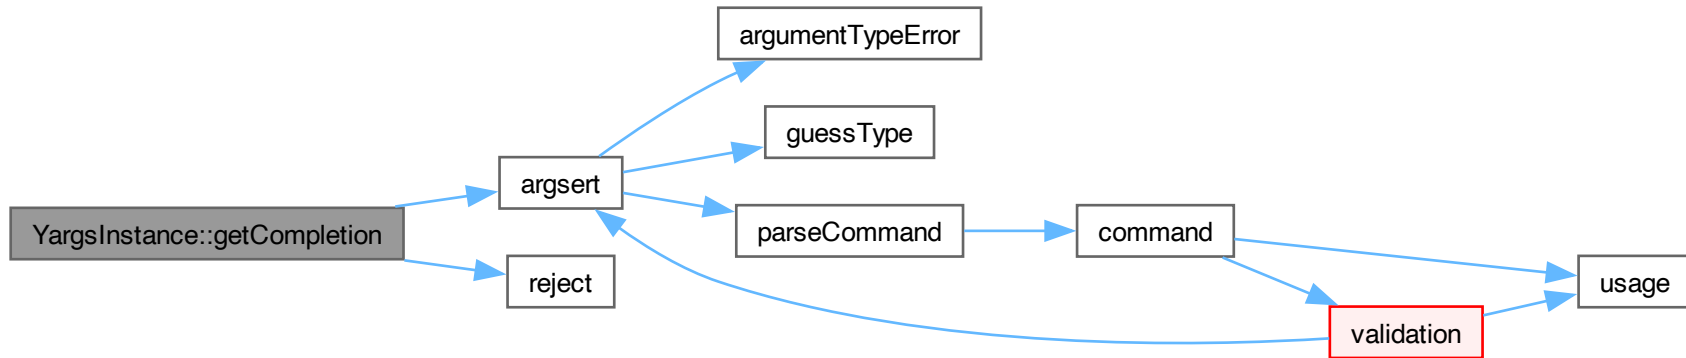 YargsInstance::getCompletion
argsert
reject
argumentTypeError
guessType
parseCommand
command
validation
usage